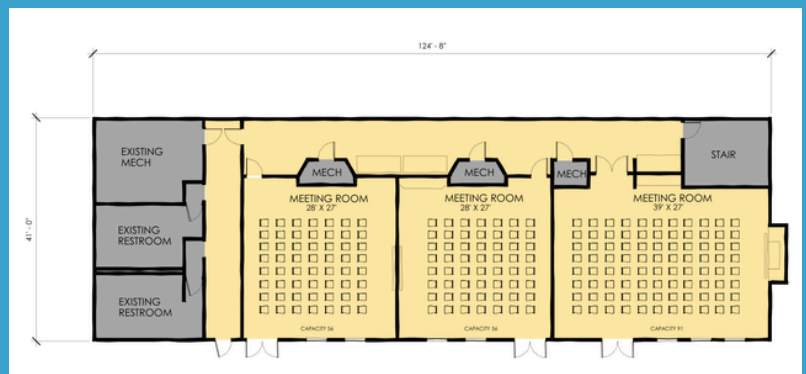 124' - 8"
41' - 0"
EXISTING
MECH
EXISTING
RESTROOM
EXISTING
RESTROOM
MECH
MEETING ROOM
28' X 27'
CAPACITY 56
MECH
MEETING ROOM
28' X 27'
CAPACITY 56
MECH
MEETING ROOM
39' X 27'
CAPACITY 91
STAIR